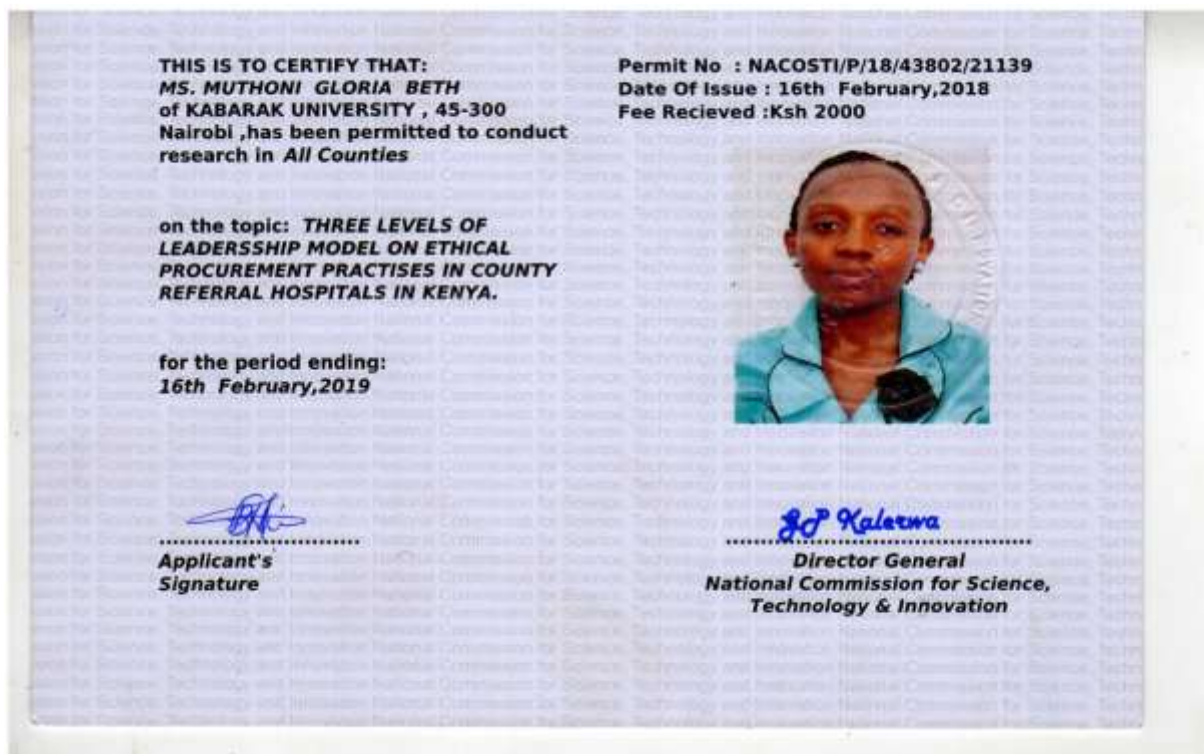 THIS IS TO CERTIFY THAT:
MS. MUTHONI GLORIA BETH
of KABARAK UNIVERSITY , 45-300
Nairobi ,has been permitted to conduct
research in All Counties
on the topic: THREE LEVELS OF
LEADERSSHIP MODEL ON ETHICAL
PROCUREMENT PRACTISES IN COUNTY
REFERRAL HOSPITALS IN KENYA.
for the period ending:
16th February,2019
Applicant's
Signature
Permit No : NACOSTI/P/18/43802/21139
Date Of Issue : 16th February,2018
Fee Recieved :Ksh 2000
GP Kalerwa
Director General
National Commission for Science,
Technology & Innovation